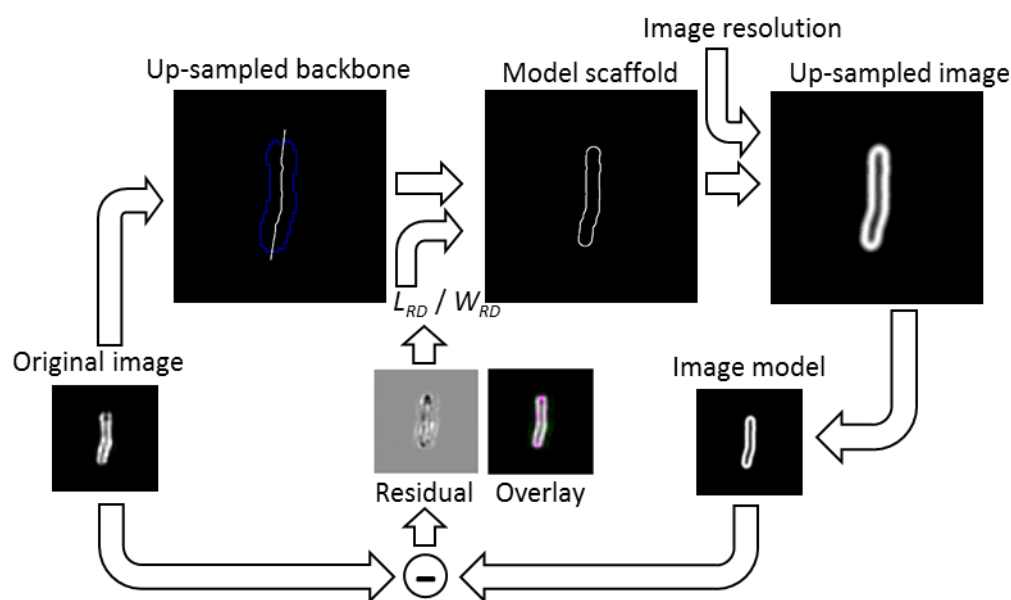 Image resolution
Up-sampled backbone
Model scaffold
Up-sampled image
L_RD / W_RD
Original image
Image model
Residual
Overlay
−